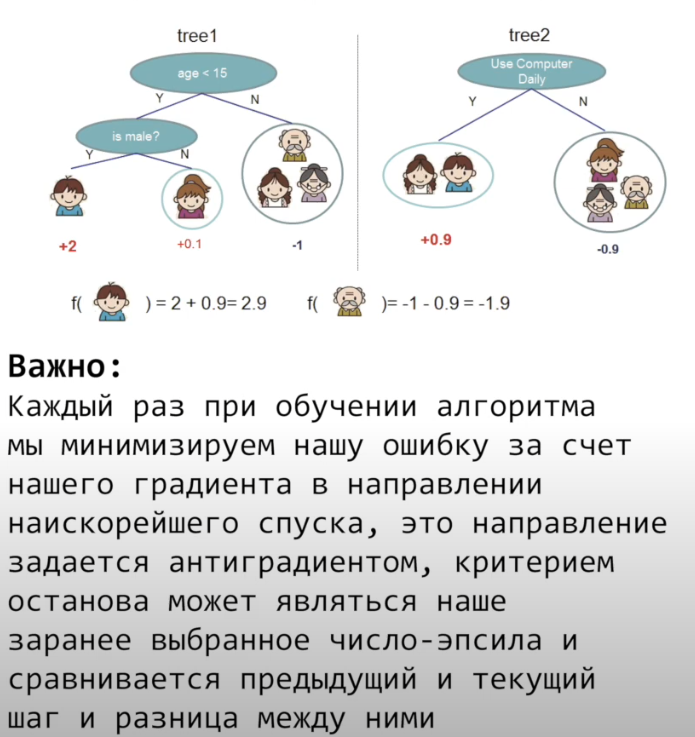 tree1
tree2
age < 15
Use Computer
Daily
Y
N
Y
N
is male?
Y
N
+2
+0.1
-1
+0.9
-0.9
f( ) = 2 + 0.9= 2.9
f( )= -1 - 0.9 = -1.9
Важно:
Каждый раз при обучении алгоритма
мы минимизируем нашу ошибку за счет
нашего градиента в направлении
наискорейшего спуска, это направление
задается антиградиентом, критерием
останова может являться наше
заранее выбранное число-эпсила и
сравнивается предыдущий и текущий
шаг и разница между ними